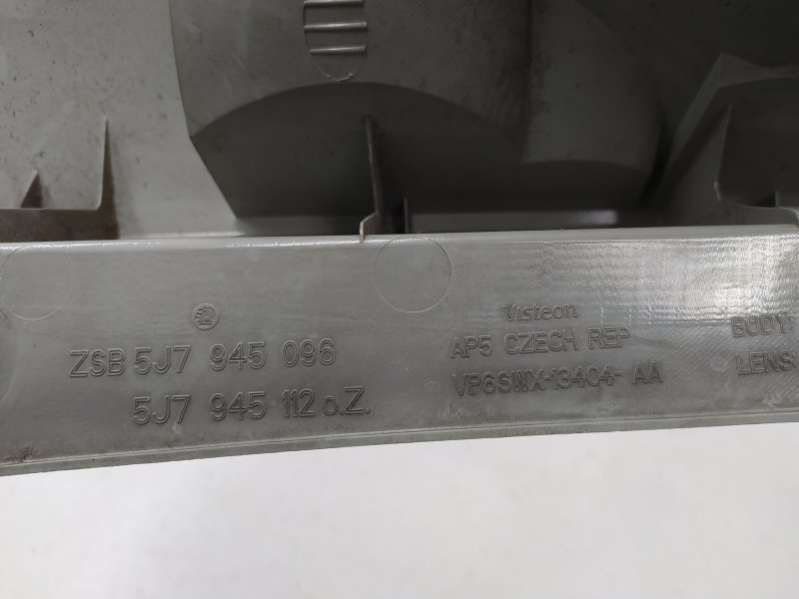 ZSB 5J7 945 096
5J7 945 112 o.Z.
Visteon
AP5 CZECH REP
VP6SWX-13404-AA
BODY
LENS